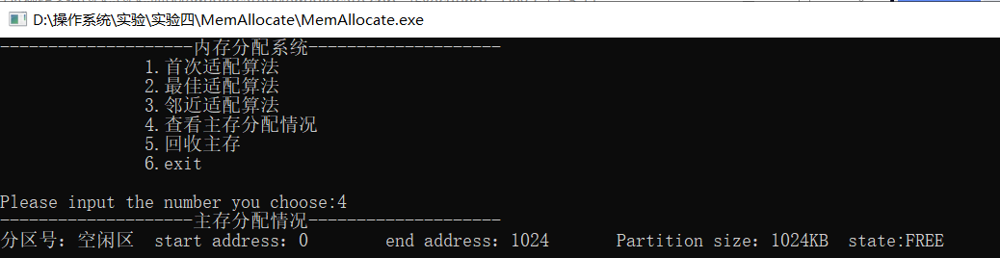 D:\操作系统\实验\实验四\MemAllocate\MemAllocate.exe
--------------------内存分配系统--------------------
1.首次适配算法
2.最佳适配算法
3.邻近适配算法
4.查看主存分配情况
5.回收主存
6.exit
Please input the number you choose:4
--------------------主存分配情况--------------------
分区号: 空闲区 start address: 0 end address: 1024 Partition size: 1024KB state:FREE